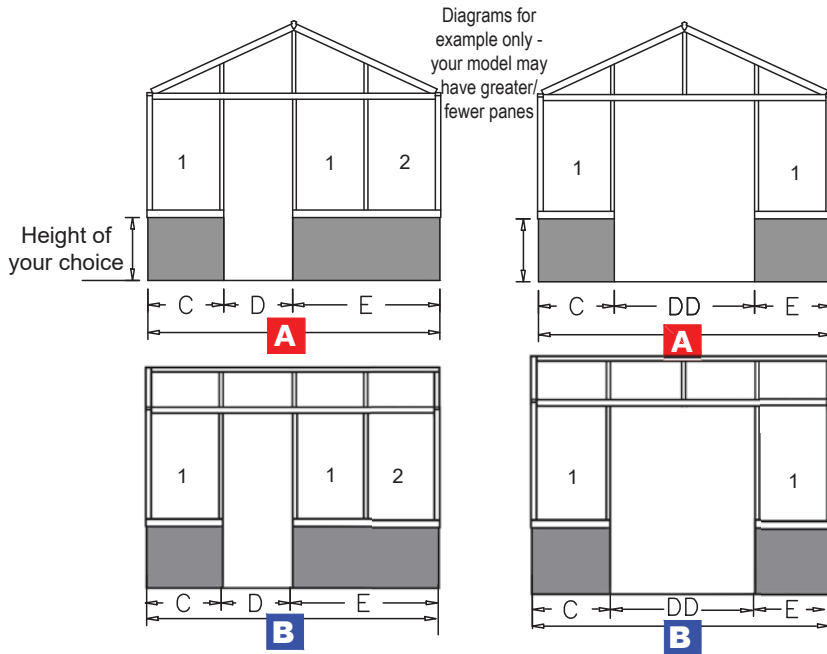 Diagrams for
example only -
your model may
have greater/
fewer panes
1 1 2
1 1
Height of
your choice
C D E
A
C DD E
A
1 1 2
1 1
C D E
B
C DD E
B